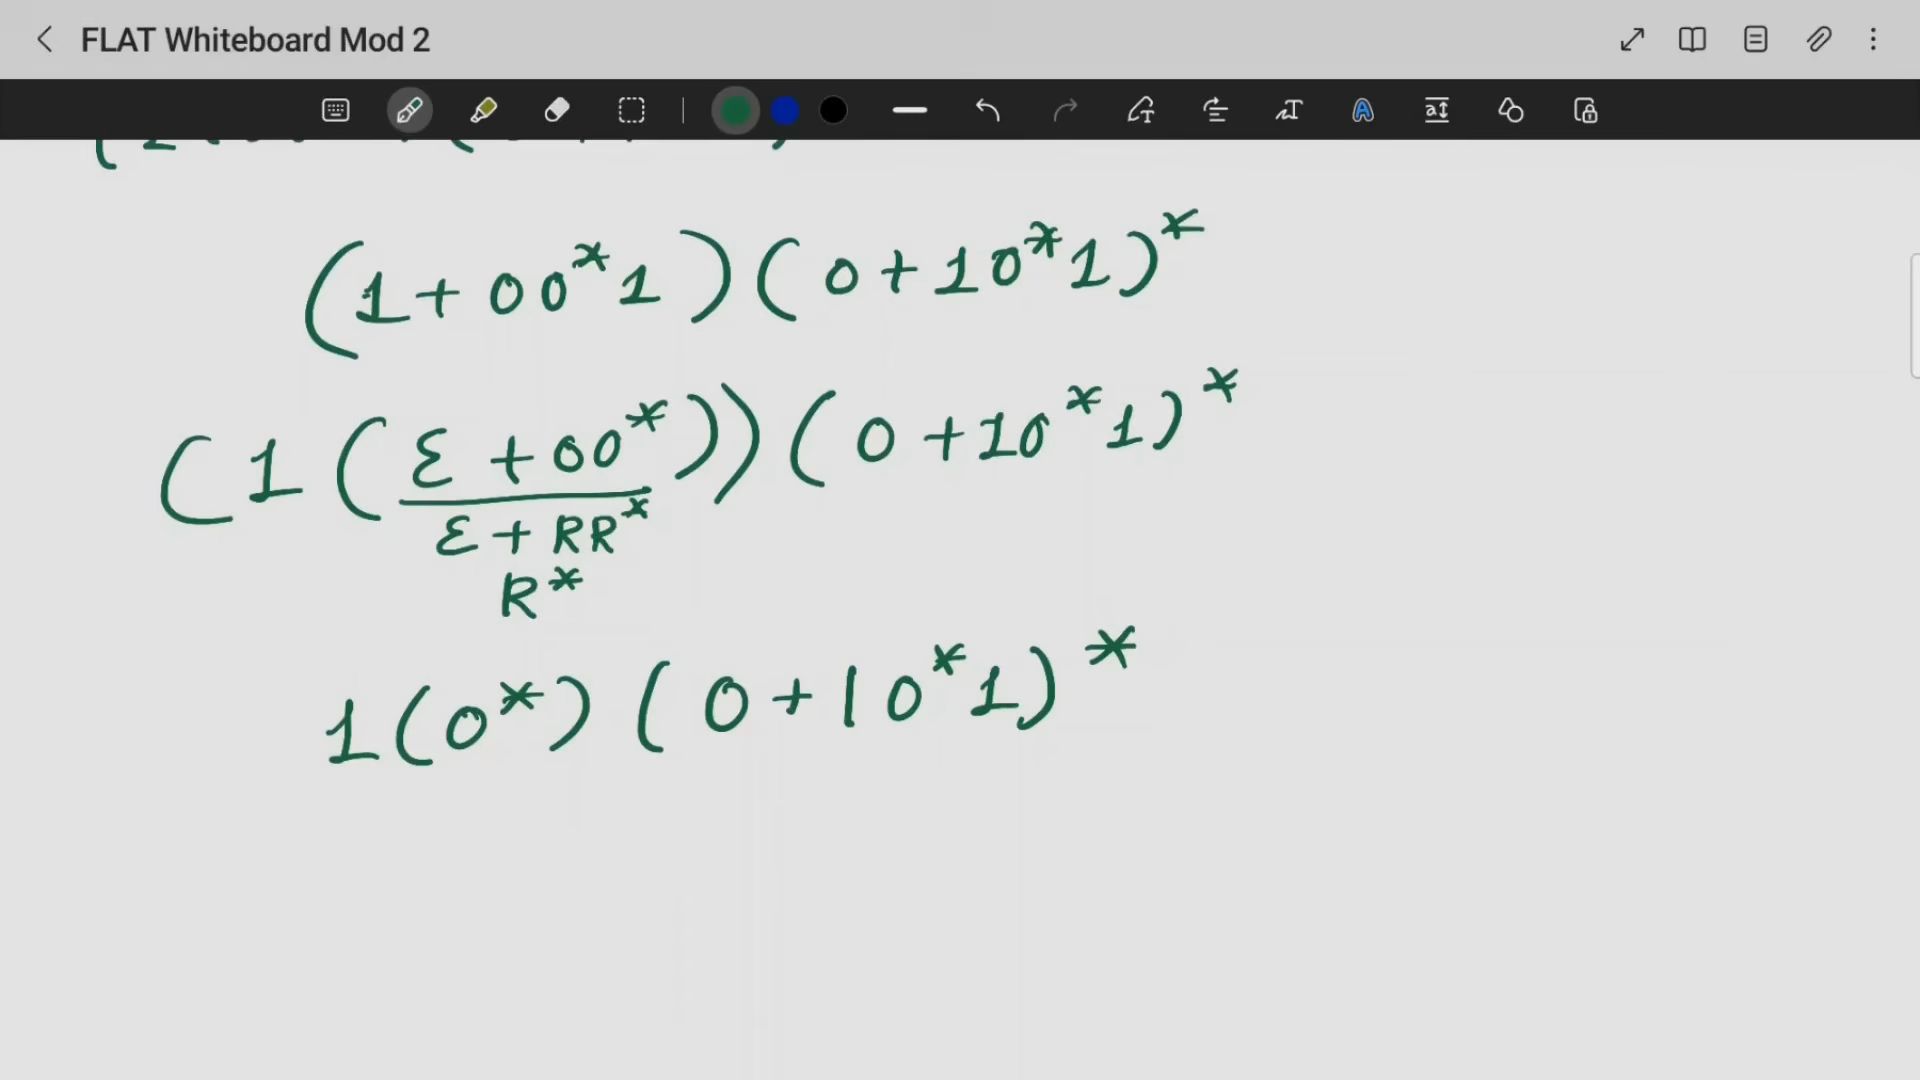 FLAT Whiteboard Mod 2
(1+00*1)(0+10*1)*
(1(ε+00*))(0+10*1)*
ε+RR*
R*
1(0*)(0+10*1)*